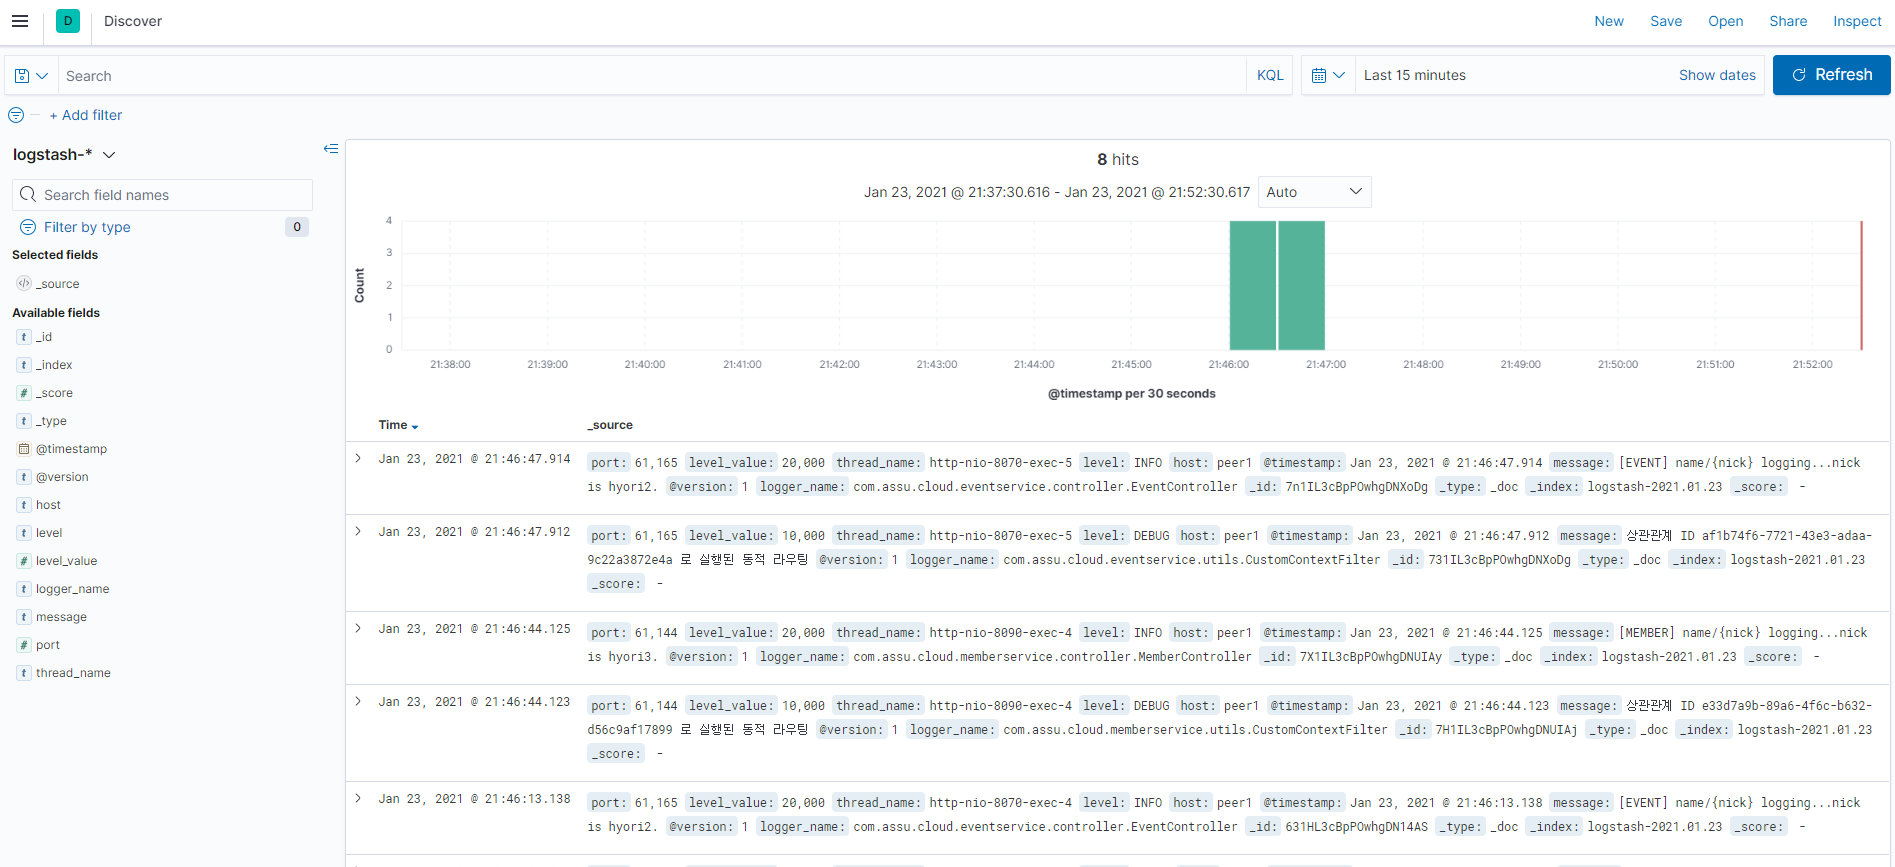 D Discover New Save Open Share Inspect
Search KQL Last 15 minutes Show dates Refresh
+ Add filter
logstash-*
Search field names
Filter by type 0
Selected fields
_source
Available fields
_id
_index
_score
_type
@timestamp
@version
host
level
level_value
logger_name
message
port
thread_name
8 hits
Jan 23, 2021 @ 21:37:30.616 - Jan 23, 2021 @ 21:52:30.617 Auto
Count
4
3
2
1
0
21:38:00 21:39:00 21:40:00 21:41:00 21:42:00 21:43:00 21:44:00 21:45:00 21:46:00 21:47:00 21:48:00 21:49:00 21:50:00 21:51:00 21:52:00
@timestamp per 30 seconds
Time _source
Jan 23, 2021 @ 21:46:47.914 port: 61,165 level_value: 20,000 thread_name: http-nio-8070-exec-5 level: INFO host: peer1 @timestamp: Jan 23, 2021 @ 21:46:47.914 message: [EVENT] name/{nick} logging...nick
is hyori2. @version: 1 logger_name: com.assu.cloud.eventservice.controller.EventController _id: 7n1IL3cBpPOwhgDNXoDg _type: _doc _index: logstash-2021.01.23 _score: -
Jan 23, 2021 @ 21:46:47.912 port: 61,165 level_value: 10,000 thread_name: http-nio-8070-exec-5 level: DEBUG host: peer1 @timestamp: Jan 23, 2021 @ 21:46:47.912 message: 상관관계 ID af1b74f6-7721-43e3-adaa-
9c22a3872e4a 로 실행된 동적 라우팅 @version: 1 logger_name: com.assu.cloud.eventservice.utils.CustomContextFilter _id: 731IL3cBpPOwhgDNXoDg _type: _doc _index: logstash-2021.01.23
_score: -
Jan 23, 2021 @ 21:46:44.125 port: 61,144 level_value: 20,000 thread_name: http-nio-8090-exec-4 level: INFO host: peer1 @timestamp: Jan 23, 2021 @ 21:46:44.125 message: [MEMBER] name/{nick} logging...nick
is hyori3. @version: 1 logger_name: com.assu.cloud.memberservice.controller.MemberController _id: 7X1IL3cBpPOwhgDNUIAy _type: _doc _index: logstash-2021.01.23 _score: -
Jan 23, 2021 @ 21:46:44.123 port: 61,144 level_value: 10,000 thread_name: http-nio-8090-exec-4 level: DEBUG host: peer1 @timestamp: Jan 23, 2021 @ 21:46:44.123 message: 상관관계 ID e33d7a9b-89a6-4f6c-b632-
d56c9af17899 로 실행된 동적 라우팅 @version: 1 logger_name: com.assu.cloud.memberservice.utils.CustomContextFilter _id: 7H1IL3cBpPOwhgDNUIAj _type: _doc _index: logstash-2021.01.23
_score: -
Jan 23, 2021 @ 21:46:13.138 port: 61,165 level_value: 20,000 thread_name: http-nio-8070-exec-4 level: INFO host: peer1 @timestamp: Jan 23, 2021 @ 21:46:13.138 message: [EVENT] name/{nick} logging...nick
is hyori2. @version: 1 logger_name: com.assu.cloud.eventservice.controller.EventController _id: 631HL3cBpPOwhgDN14AS _type: _doc _index: logstash-2021.01.23 _score: -